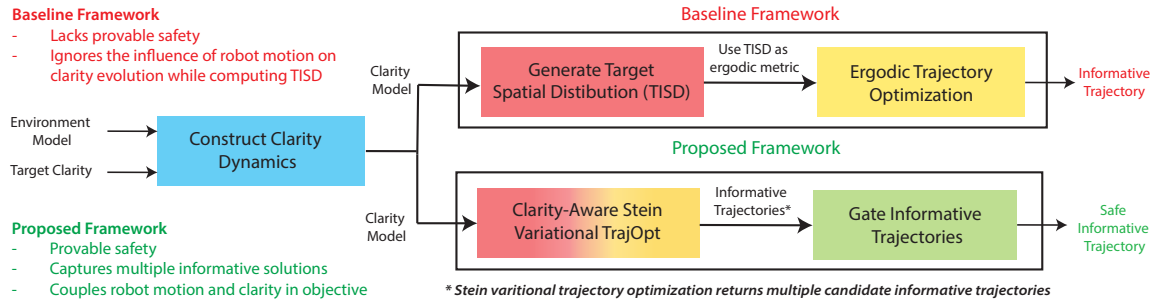 Baseline Framework
- Lacks provable safety
- Ignores the influence of robot motion on
clarity evolution while computing TISD
Environment
Model
Target Clarity
Construct Clarity
Dynamics
Proposed Framework
- Provable safety
- Captures multiple informative solutions
- Couples robot motion and clarity in objective
Baseline Framework
Clarity
Model
Generate Target
Spatial Distibution (TISD)
Use TISD as
ergodic metric
Ergodic Trajectory
Optimization
Informative
Trajectory
Proposed Framework
Clarity
Model
Clarity-Aware Stein
Variational TrajOpt
Informative
Trajectories*
Gate Informative
Trajectories
Safe
Informative
Trajectory
* Stein varitional trajectory optimization returns multiple candidate informative trajectories